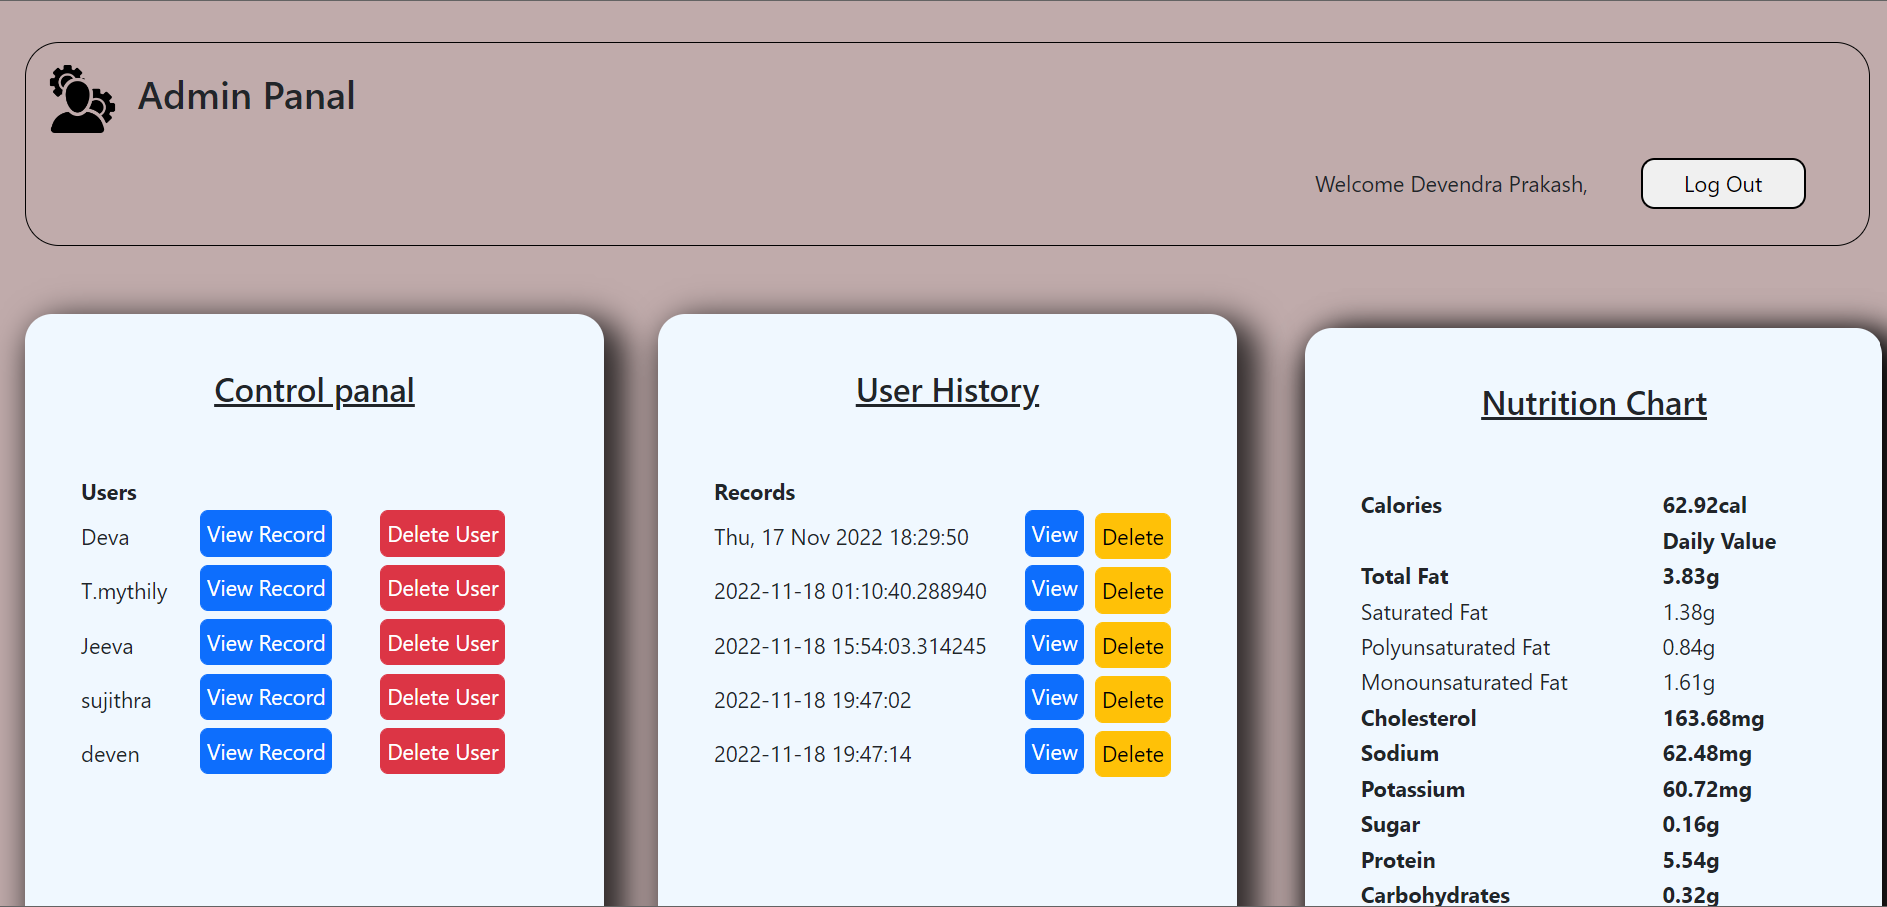 Admin Panal
Welcome Devendra Prakash,
Log Out
Control panal
Users
Deva View Record Delete User
T.mythily View Record Delete User
Jeeva View Record Delete User
sujithra View Record Delete User
deven View Record Delete User
User History
Records
Thu, 17 Nov 2022 18:29:50 View Delete
2022-11-18 01:10:40.288940 View Delete
2022-11-18 15:54:03.314245 View Delete
2022-11-18 19:47:02 View Delete
2022-11-18 19:47:14 View Delete
Nutrition Chart
Calories 62.92cal
Daily Value
Total Fat 3.83g
Saturated Fat 1.38g
Polyunsaturated Fat 0.84g
Monounsaturated Fat 1.61g
Cholesterol 163.68mg
Sodium 62.48mg
Potassium 60.72mg
Sugar 0.16g
Protein 5.54g
Carbohydrates 0.32g